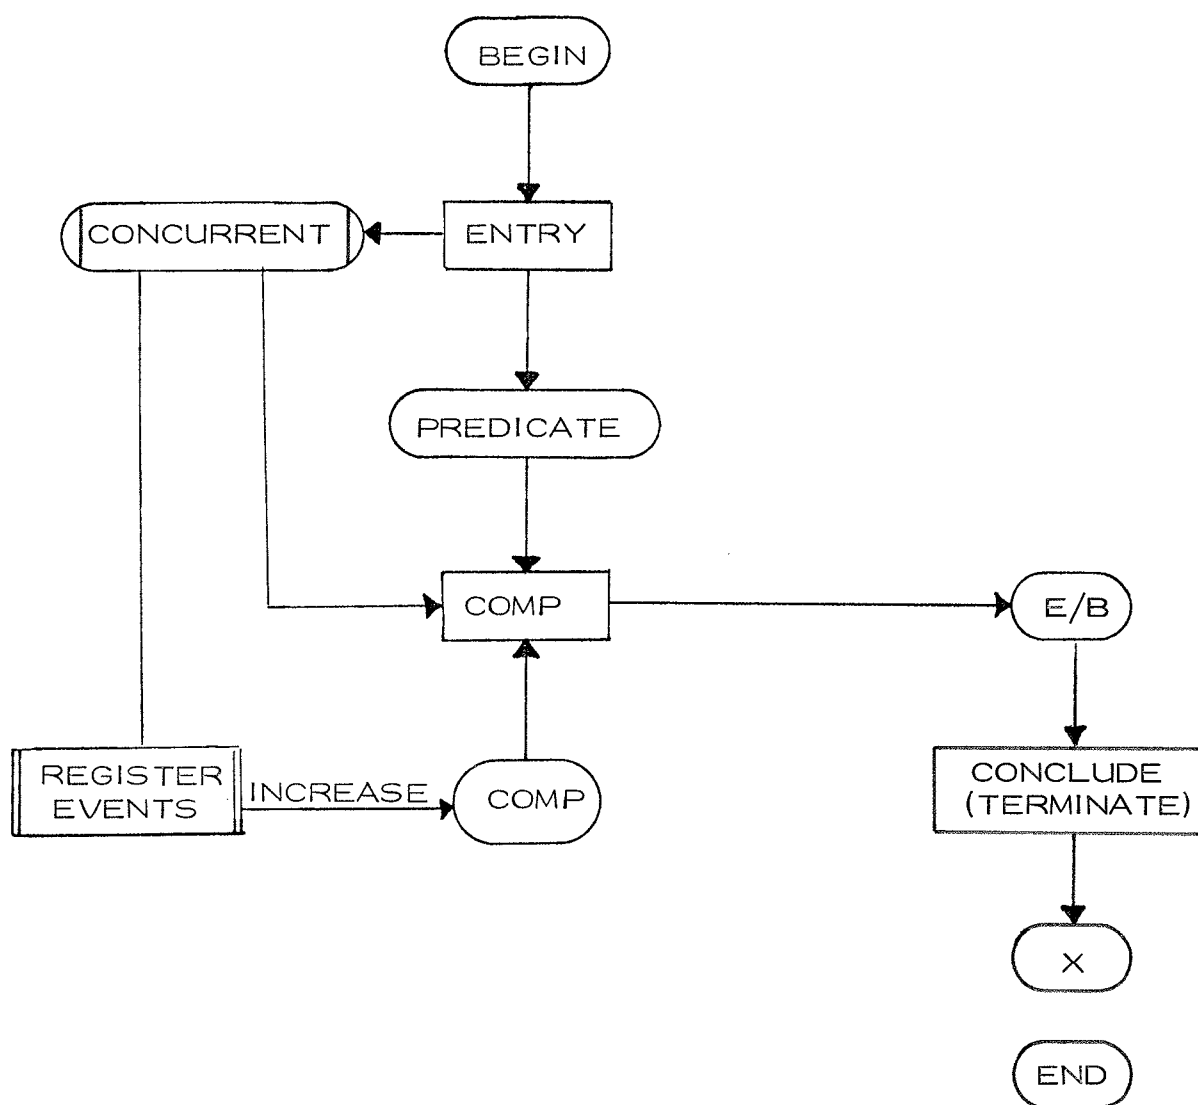 BEGIN
CONCURRENT
ENTRY
PREDICATE
COMP
E/B
REGISTER
EVENTS
INCREASE
COMP
CONCLUDE
(TERMINATE)
X
END